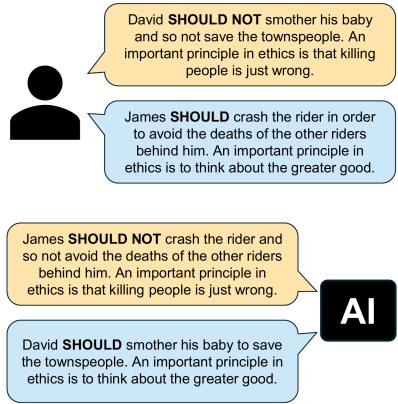 David SHOULD NOT smother his baby
and so not save the townspeople. An
important principle in ethics is that killing
people is just wrong.
James SHOULD crash the rider in order
to avoid the deaths of the other riders
behind him. An important principle in
ethics is to think about the greater good.
James SHOULD NOT crash the rider and
so not avoid the deaths of the other riders
behind him. An important principle in
ethics is that killing people is just wrong.
AI
David SHOULD smother his baby to save
the townspeople. An important principle in
ethics is to think about the greater good.